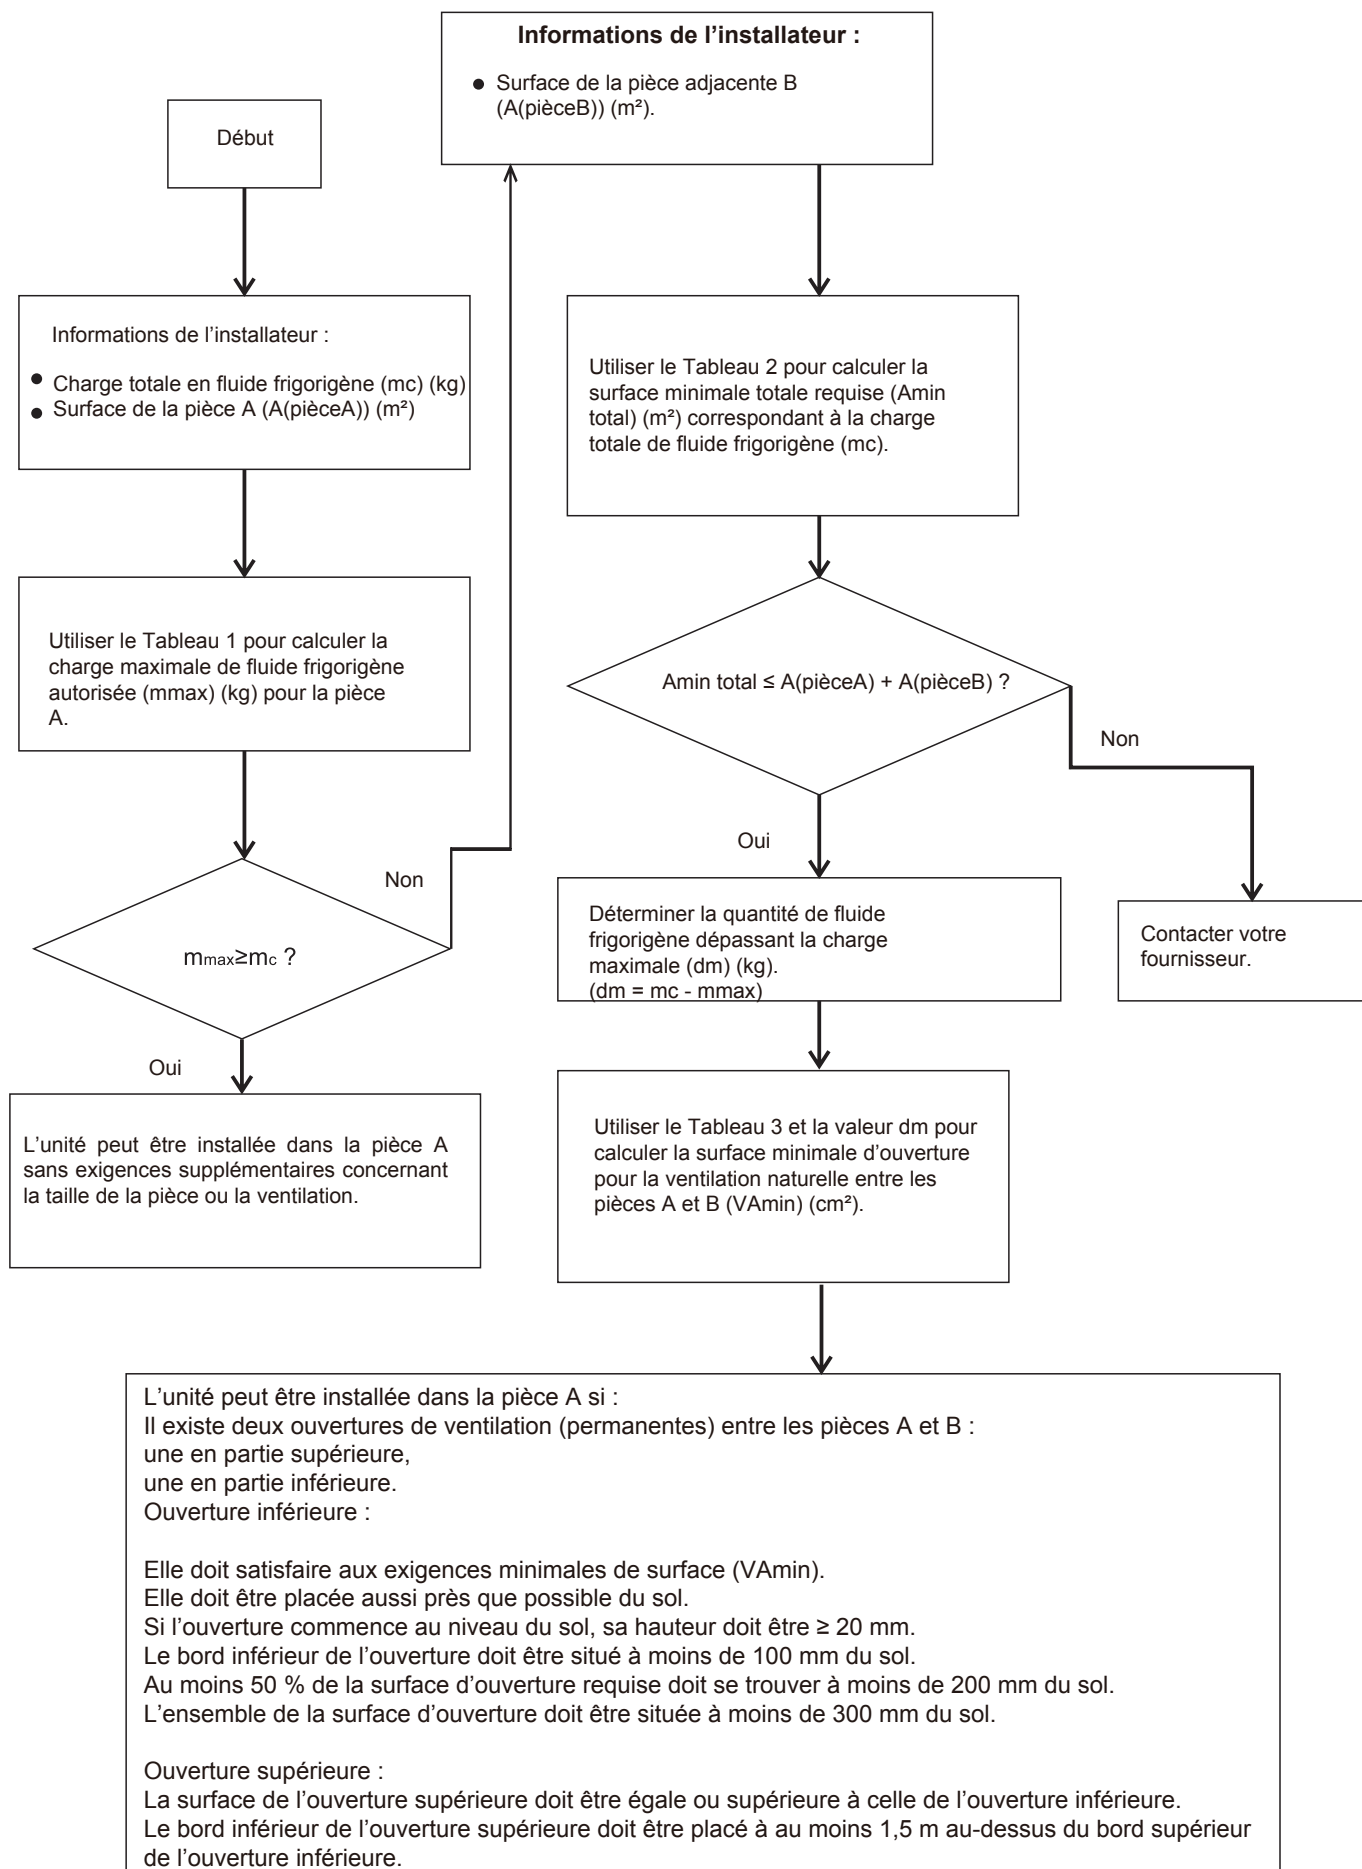 Début
Informations de l’installateur :
● Charge totale en fluide frigorigène (mc) (kg)
● Surface de la pièce A (A(pièceA)) (m²)
Utiliser le Tableau 1 pour calculer la
charge maximale de fluide frigorigène
autorisée (mmax) (kg) pour la pièce
A.
mmax≥mc ?
Non
Oui
L’unité peut être installée dans la pièce A
sans exigences supplémentaires concernant
la taille de la pièce ou la ventilation.
Informations de l’installateur :
● Surface de la pièce adjacente B
(A(pièceB)) (m²).
Utiliser le Tableau 2 pour calculer la
surface minimale totale requise (Amin
total) (m²) correspondant à la charge
totale de fluide frigorigène (mc).
Amin total ≤ A(pièceA) + A(pièceB) ?
Non
Oui
Contacter votre
fournisseur.
Déterminer la quantité de fluide
frigorigène dépassant la charge
maximale (dm) (kg).
(dm = mc - mmax)
Utiliser le Tableau 3 et la valeur dm pour
calculer la surface minimale d’ouverture
pour la ventilation naturelle entre les
pièces A et B (VAmin) (cm²).
L’unité peut être installée dans la pièce A si :
Il existe deux ouvertures de ventilation (permanentes) entre les pièces A et B :
une en partie supérieure,
une en partie inférieure.
Ouverture inférieure :
Elle doit satisfaire aux exigences minimales de surface (VAmin).
Elle doit être placée aussi près que possible du sol.
Si l’ouverture commence au niveau du sol, sa hauteur doit être ≥ 20 mm.
Le bord inférieur de l’ouverture doit être situé à moins de 100 mm du sol.
Au moins 50 % de la surface d’ouverture requise doit se trouver à moins de 200 mm du sol.
L’ensemble de la surface d’ouverture doit être située à moins de 300 mm du sol.
Ouverture supérieure :
La surface de l’ouverture supérieure doit être égale ou supérieure à celle de l’ouverture inférieure.
Le bord inférieur de l’ouverture supérieure doit être placé à au moins 1,5 m au-dessus du bord supérieur
de l’ouverture inférieure.